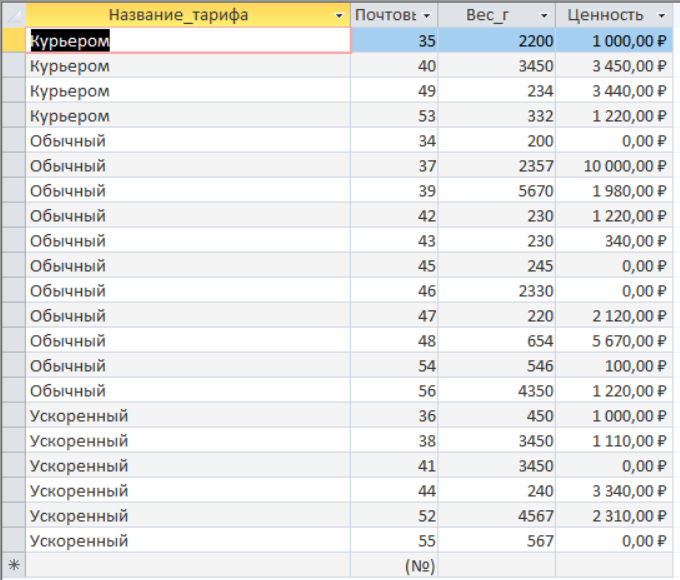 Название_тарифа Почтовы Вес_г Ценность
Курьером 35 2200 1 000,00 ₽
Курьером 40 3450 3 450,00 ₽
Курьером 49 234 3 440,00 ₽
Курьером 53 332 1 220,00 ₽
Обычный 34 200 0,00 ₽
Обычный 37 2357 10 000,00 ₽
Обычный 39 5670 1 980,00 ₽
Обычный 42 230 1 220,00 ₽
Обычный 43 230 340,00 ₽
Обычный 45 245 0,00 ₽
Обычный 46 2330 0,00 ₽
Обычный 47 220 2 120,00 ₽
Обычный 48 654 5 670,00 ₽
Обычный 54 546 100,00 ₽
Обычный 56 4350 1 220,00 ₽
Ускоренный 36 450 1 000,00 ₽
Ускоренный 38 3450 1 110,00 ₽
Ускоренный 41 3450 0,00 ₽
Ускоренный 44 240 3 340,00 ₽
Ускоренный 52 4567 2 310,00 ₽
Ускоренный 55 567 0,00 ₽
(№)